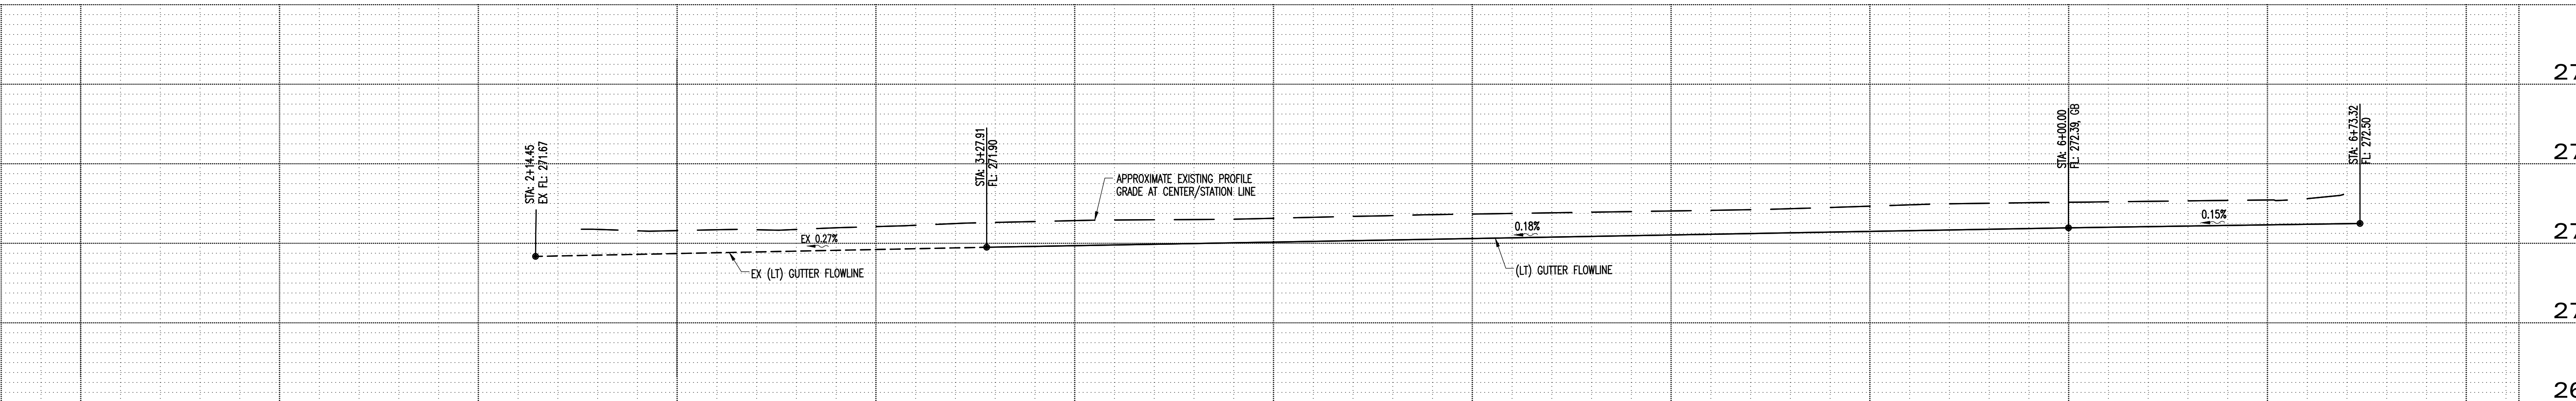 STA: 2+14.45
EX FL: 271.67
STA: 3+27.91
FL: 271.90
APPROXIMATE EXISTING PROFILE
GRADE AT CENTER/STATION LINE
EX 0.27%
EX (LT) GUTTER FLOWLINE
0.18%
(LT) GUTTER FLOWLINE
STA: 6+00.00
FL: 272.39, GB
0.15%
STA: 6+73.32
FL: 272.50